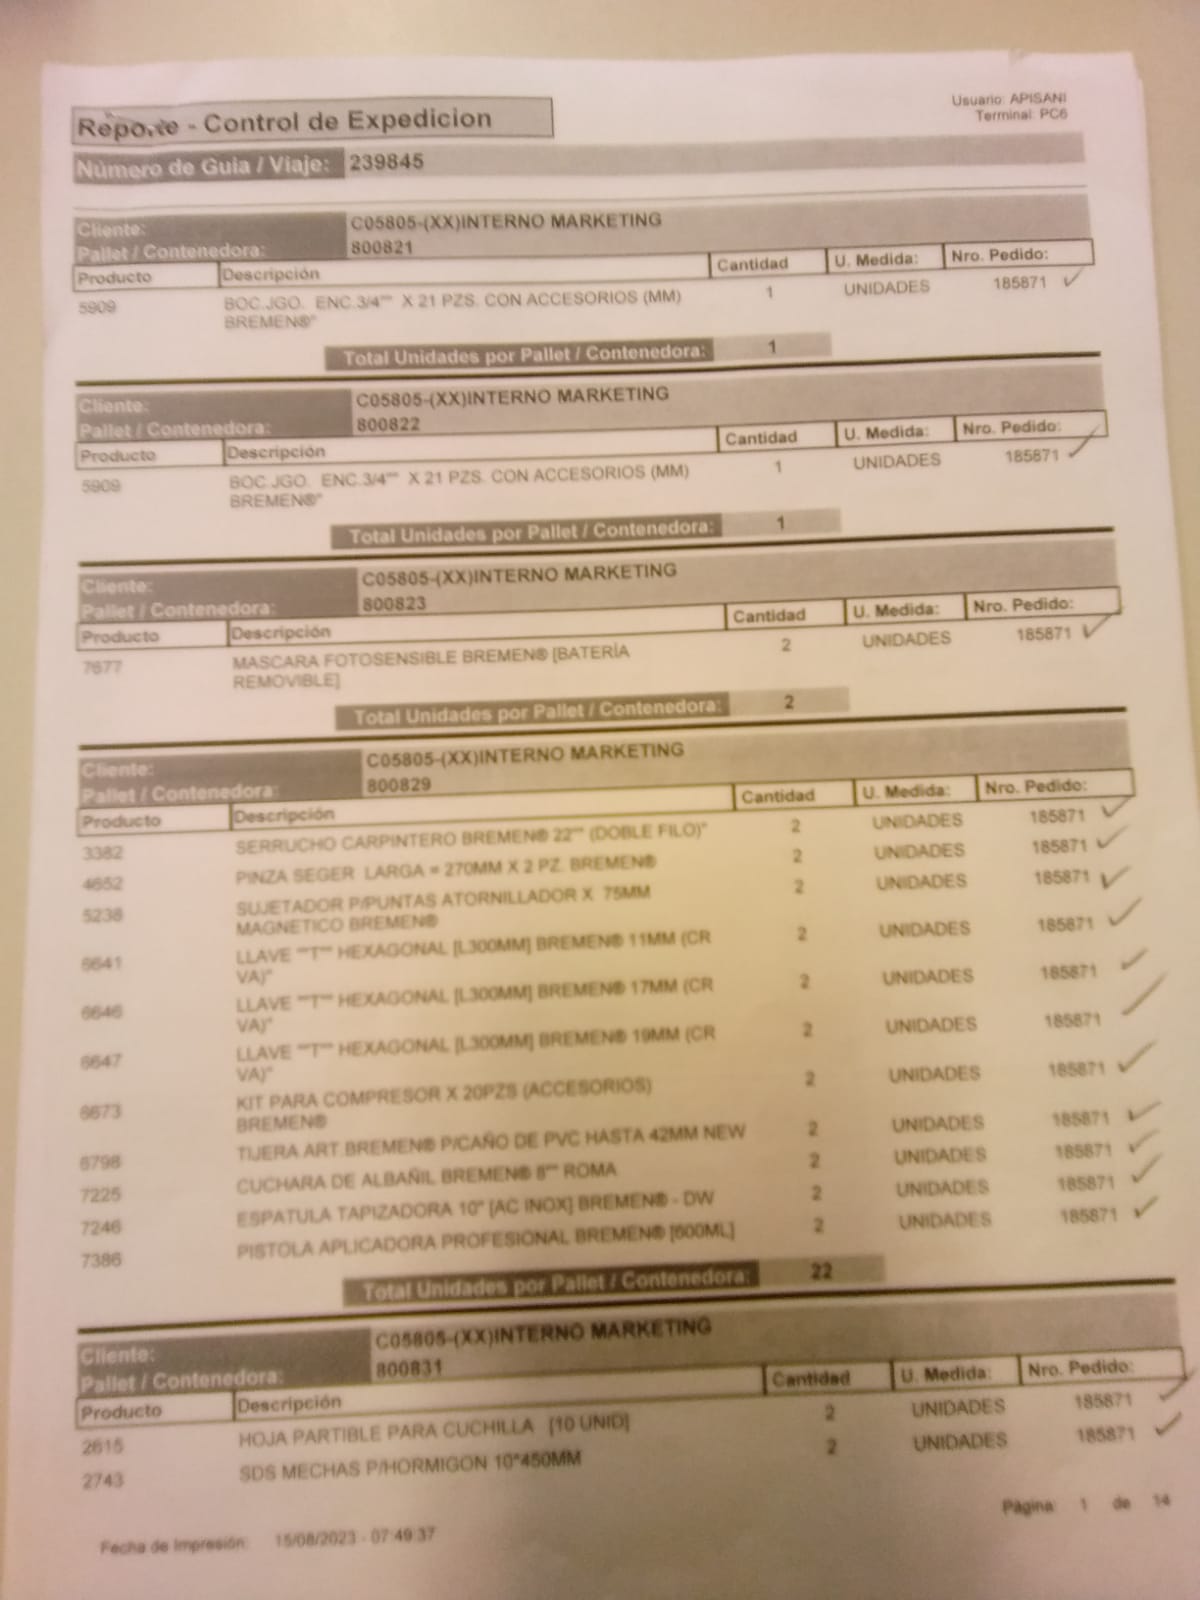 Usuario: APISANI
Terminal: PC6
Reporte - Control de Expedicion
Número de Guia / Viaje: 239845
Cliente: C05805-(XX)INTERNO MARKETING
Pallet / Contenedora: 800821
Producto Descripción Cantidad U. Medida: Nro. Pedido:
5909 BOC.JGO. ENC.3/4"" X 21 PZS. CON ACCESORIOS (MM) 1 UNIDADES 185871
BREMEN®"
Total Unidades por Pallet / Contenedora: 1
Cliente: C05805-(XX)INTERNO MARKETING
Pallet / Contenedora: 800822
Producto Descripción Cantidad U. Medida: Nro. Pedido:
5909 BOC.JGO. ENC.3/4"" X 21 PZS. CON ACCESORIOS (MM) 1 UNIDADES 185871
BREMEN®"
Total Unidades por Pallet / Contenedora: 1
Cliente: C05805-(XX)INTERNO MARKETING
Pallet / Contenedora: 800823
Producto Descripción Cantidad U. Medida: Nro. Pedido:
7677 MASCARA FOTOSENSIBLE BREMEN® [BATERÍA 2 UNIDADES 185871
REMOVIBLE]
Total Unidades por Pallet / Contenedora: 2
Cliente: C05805-(XX)INTERNO MARKETING
Pallet / Contenedora: 800829
Producto Descripción Cantidad U. Medida: Nro. Pedido:
3382 SERRUCHO CARPINTERO BREMEN® 22"" (DOBLE FILO)" 2 UNIDADES 185871
4652 PINZA SEGER LARGA = 270MM X 2 PZ. BREMEN® 2 UNIDADES 185871
5238 SUJETADOR P/PUNTAS ATORNILLADOR X 75MM 2 UNIDADES 185871
MAGNETICO BREMEN®
6641 LLAVE ""T"" HEXAGONAL [L300MM] BREMEN® 11MM (CR 2 UNIDADES 185871
VA)"
6646 LLAVE ""T"" HEXAGONAL [L300MM] BREMEN® 17MM (CR 2 UNIDADES 185871
VA)"
6647 LLAVE ""T"" HEXAGONAL [L300MM] BREMEN® 19MM (CR 2 UNIDADES 185871
VA)"
6673 KIT PARA COMPRESOR X 20PZS (ACCESORIOS) 2 UNIDADES 185871
BREMEN®
6798 TIJERA ART.BREMEN® P/CAÑO DE PVC HASTA 42MM NEW 2 UNIDADES 185871
7225 CUCHARA DE ALBAÑIL BREMEN® 8"" ROMA 2 UNIDADES 185871
7246 ESPATULA TAPIZADORA 10" [AC INOX] BREMEN® - DW 2 UNIDADES 185871
7386 PISTOLA APLICADORA PROFESIONAL BREMEN® [600ML] 2 UNIDADES 185871
Total Unidades por Pallet / Contenedora: 22
Cliente: C05805-(XX)INTERNO MARKETING
Pallet / Contenedora: 800831
Producto Descripción Cantidad U. Medida: Nro. Pedido:
2615 HOJA PARTIBLE PARA CUCHILLA [10 UNID] 2 UNIDADES 185871
2743 SDS MECHAS P/HORMIGON 10*450MM 2 UNIDADES 185871
Página: 1 de 14
Fecha de Impresión: 15/08/2023 - 07:49:37